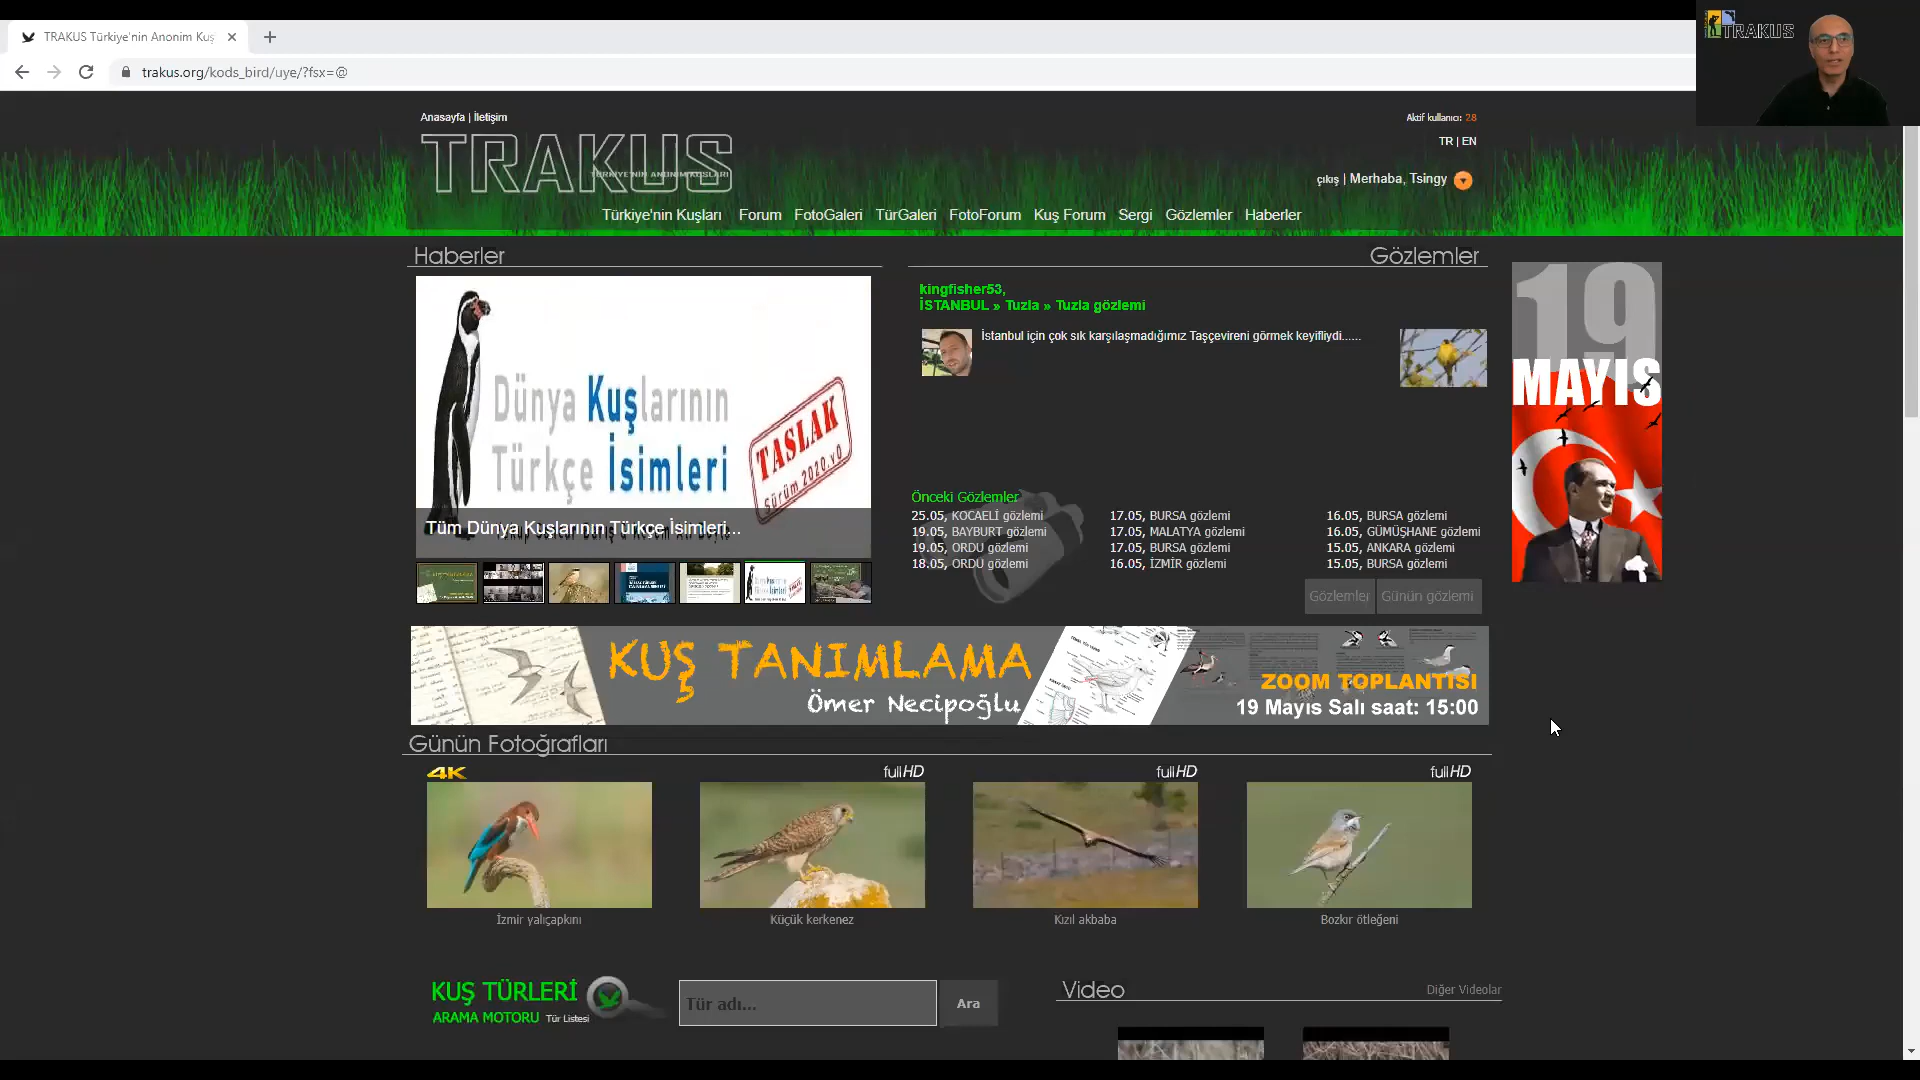 TRAKUS Türkiye'nin Anonim Kuş
trakus.org/kods_bird/uye/?fsx=@
TRAKUS
Anasayfa | İletişim
Aktif kullanıcı: 28
TR | EN
TRAKUS
TÜRKİYE'NİN ANONİM KUŞLARI
çıkış | Merhaba, Tsingy
Türkiye'nin Kuşları Forum FotoGaleri TürGaleri FotoForum Kuş Forum Sergi Gözlemler Haberler
Haberler
Dünya Kuşlarının
Türkçe İsimleri
TASLAK
Sürüm 2020.v0
Tüm Dünya Kuşlarının Türkçe İsimleri...
Gözlemler
kingfisher53,
İSTANBUL » Tuzla » Tuzla gözlemi
İstanbul için çok sık karşılaşmadığımız Taşçevireni görmek keyifliydi......
Önceki Gözlemler
25.05, KOCAELİ gözlemi 17.05, BURSA gözlemi 16.05, BURSA gözlemi
19.05, BAYBURT gözlemi 17.05, MALATYA gözlemi 16.05, GÜMÜŞHANE gözlemi
19.05, ORDU gözlemi 17.05, BURSA gözlemi 15.05, ANKARA gözlemi
18.05, ORDU gözlemi 16.05, İZMİR gözlemi 15.05, BURSA gözlemi
Gözlemler Günün gözlemi
19
MAYIS
KUŞ TANIMLAMA
Ömer Necipoğlu
ZOOM TOPLANTISI
19 Mayıs Salı saat: 15:00
Günün Fotoğrafları
4K fullHD fullHD fullHD
İzmir yalıçapkını Küçük kerkenez Kızıl akbaba Bozkır ötleğeni
KUŞ TÜRLERİ
ARAMA MOTORU Tür Listesi
Tür adı... Ara
Video Diğer Videolar